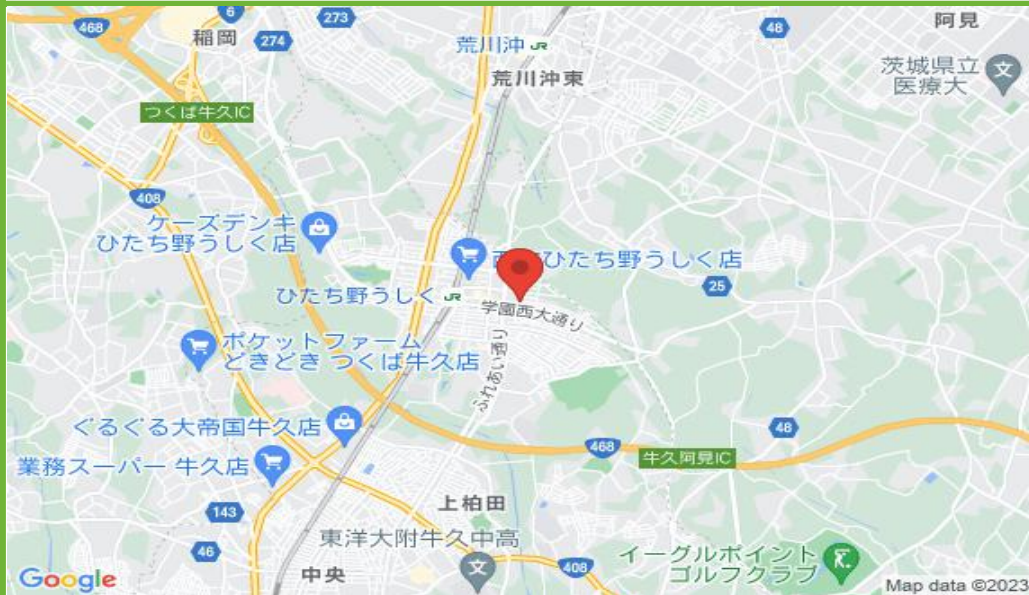 468
6
稲岡
273
274
荒川沖 JR
荒川沖東
48
阿見
茨城県立
医療大
つくば牛久IC
408
ケーズデンキ
ひたち野うしく店
ひたち野うしく店
ひたち野うしく JR
学園西大通り
25
ポケットファーム
どきどき つくば牛久店
ふれあい通り
ぐるぐる大帝国牛久店
業務スーパー 牛久店
468
牛久阿見IC
48
143
上柏田
46
東洋大附牛久中高
中央
408
イーグルポイント
ゴルフクラブ
Google
Map data ©2023